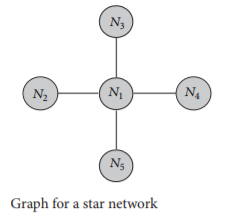 N₃
N₂ N₁ N₄
N₅
Graph for a star network